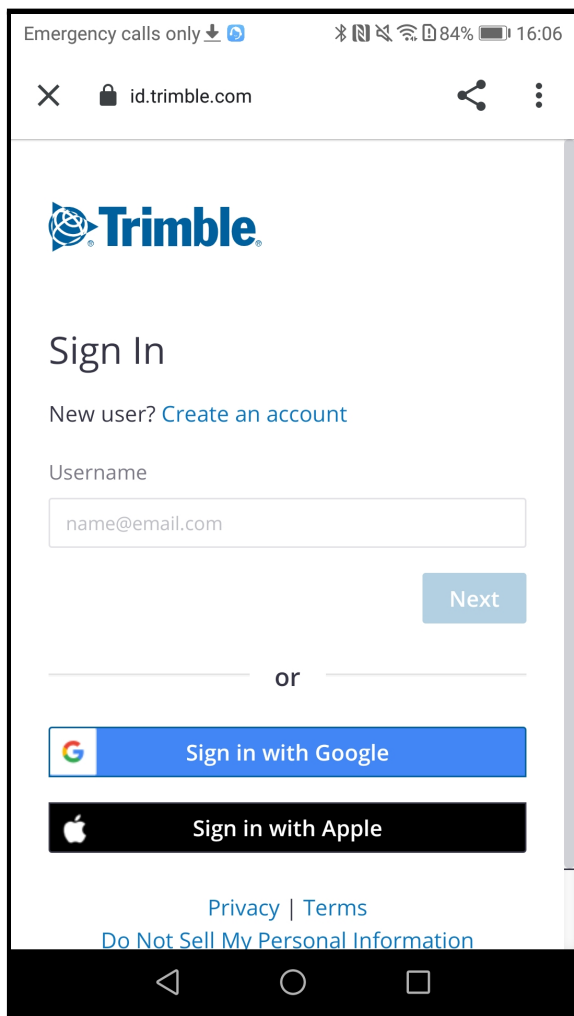 Emergency calls only
84%
16:06
id.trimble.com
Trimble
Sign In
New user? Create an account
Username
name@email.com
Next
or
Sign in with Google
Sign in with Apple
Privacy | Terms
Do Not Sell My Personal Information